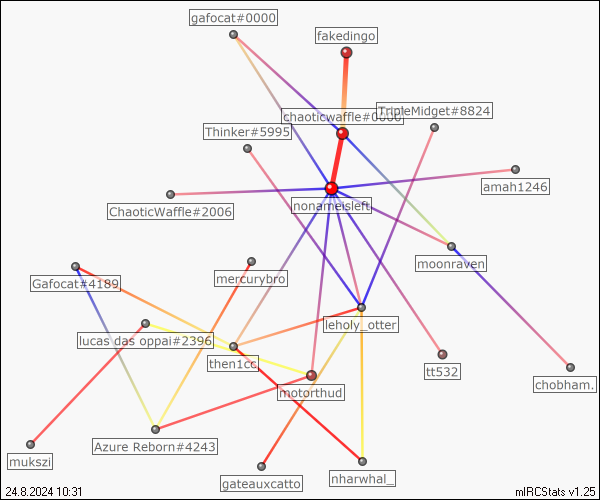 gafocat#0000
fakedingo
chaoticwaffle#0000
TripleMidget#8824
Thinker#5995
amah1246
nonameisleft
ChaoticWaffle#2006
moonraven
mercurybro
Gafocat#4189
leholy_otter
lucas das oppai#2396
then1cc
tt532
motorthud
chobham.
Azure Reborn#4243
mukszi
gateauxcatto
nharwhal_
24.8.2024 10:31
mIRCStats v1.25